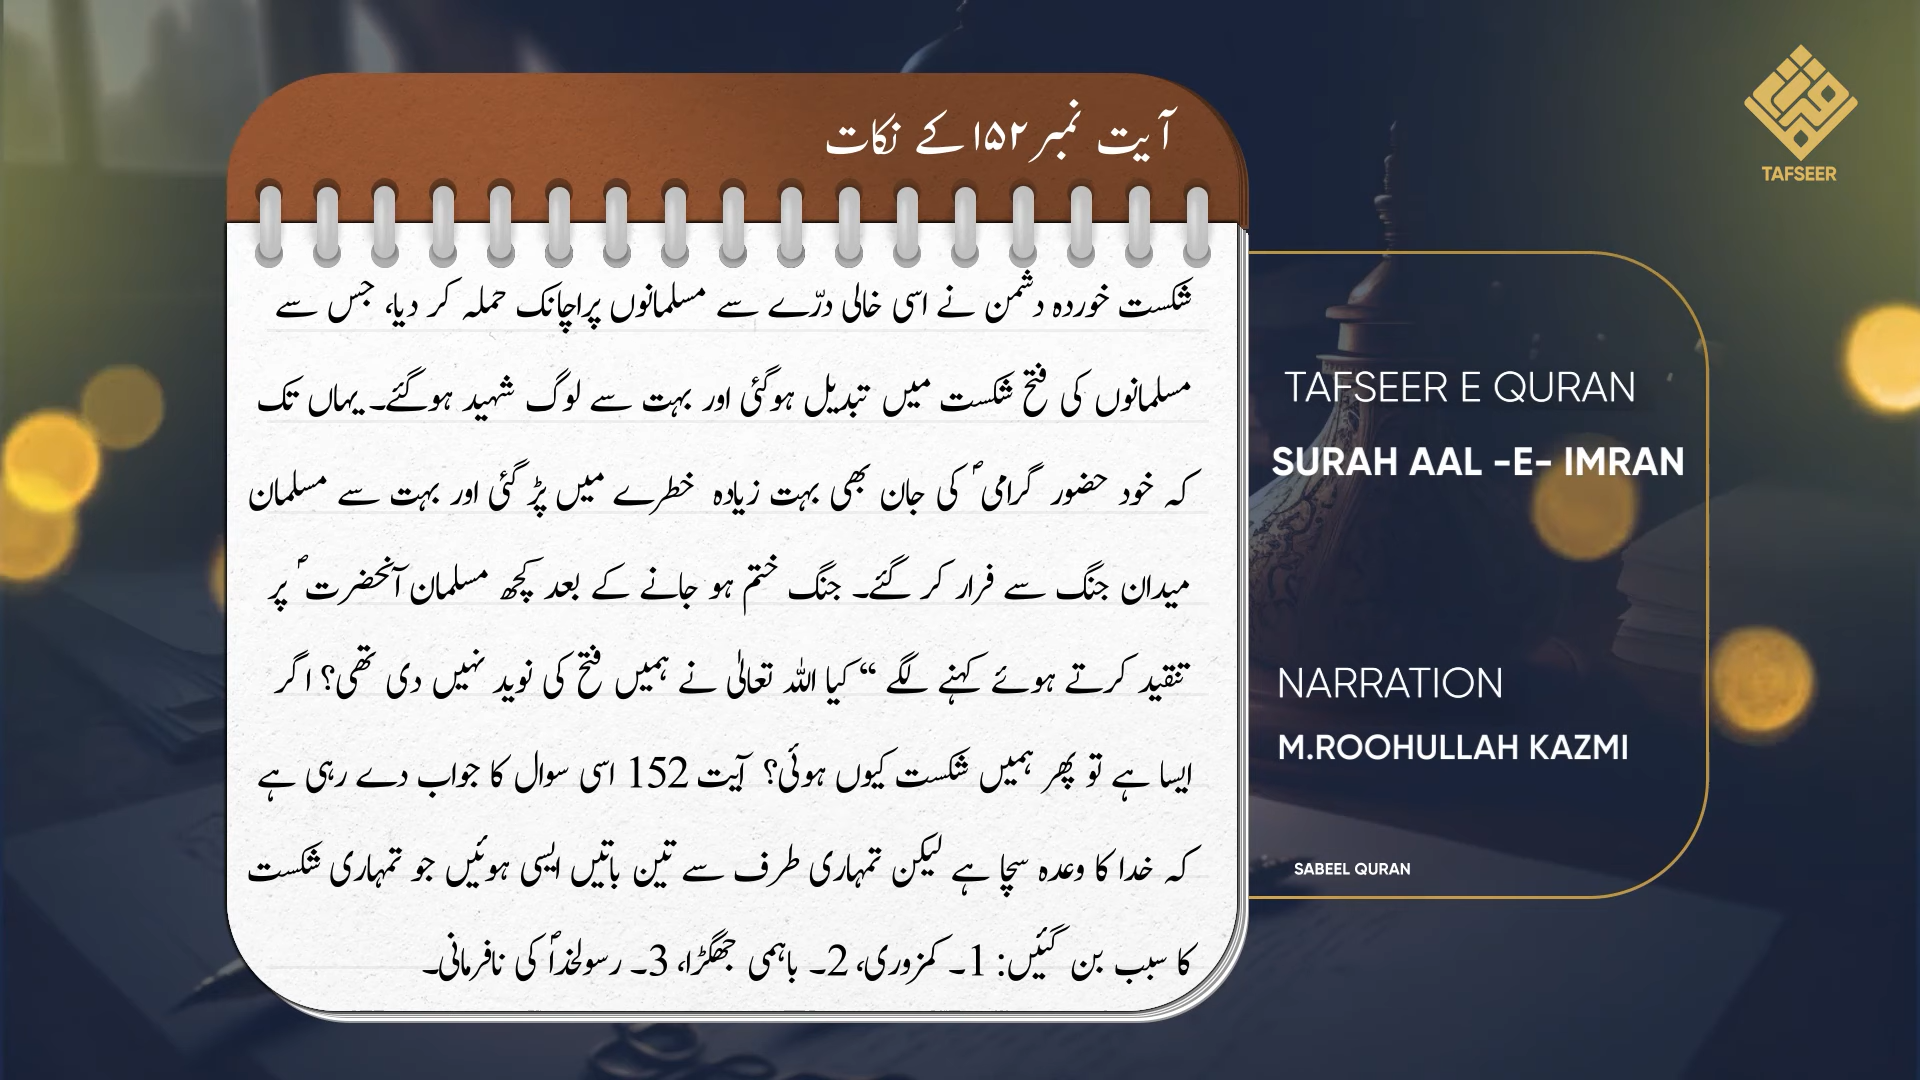 آیت نمبر ۱۵۲ کے نکات
شکست خوردہ دشمن نے اسی خالی درّے سے مسلمانوں پراچانک حملہ کر دیا، جس سے
مسلمانوں کی فتح شکست میں تبدیل ہوگئی اور بہت سے لوگ شہید ہوگئے۔ یہاں تک
کہ خود حضور گرامیؐ کی جان بھی بہت زیادہ خطرے میں پڑ گئی اور بہت سے مسلمان
میدان جنگ سے فرار کر گئے۔ جنگ ختم ہو جانے کے بعد کچھ مسلمان آنحضرتؐ پر
تنقید کرتے ہوئے کہنے لگے “ کیا اللہ تعالیٰ نے ہمیں فتح کی نوید نہیں دی تھی؟ اگر
ایسا ہے تو پھر ہمیں شکست کیوں ہوئی؟ آیت 152 اسی سوال کا جواب دے رہی ہے
کہ خدا کا وعدہ سچا ہے لیکن تمہاری طرف سے تین باتیں ایسی ہوئیں جو تمہاری شکست
کا سبب بن گئیں: 1۔ کمزوری، 2۔ باہمی جھگڑا، 3۔ رسولخداؐ کی نافرمانی۔
TAFSEER
TAFSEER E QURAN
SURAH AAL -E- IMRAN
NARRATION
M.ROOHULLAH KAZMI
SABEEL QURAN